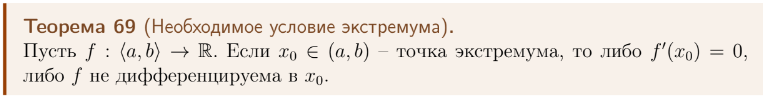 Теорема 69 (Необходимое условие экстремума).
Пусть f : ⟨a, b⟩ → ℝ. Если x₀ ∈ (a, b) – точка экстремума, то либо f′(x₀) = 0,
либо f не дифференцируема в x₀.